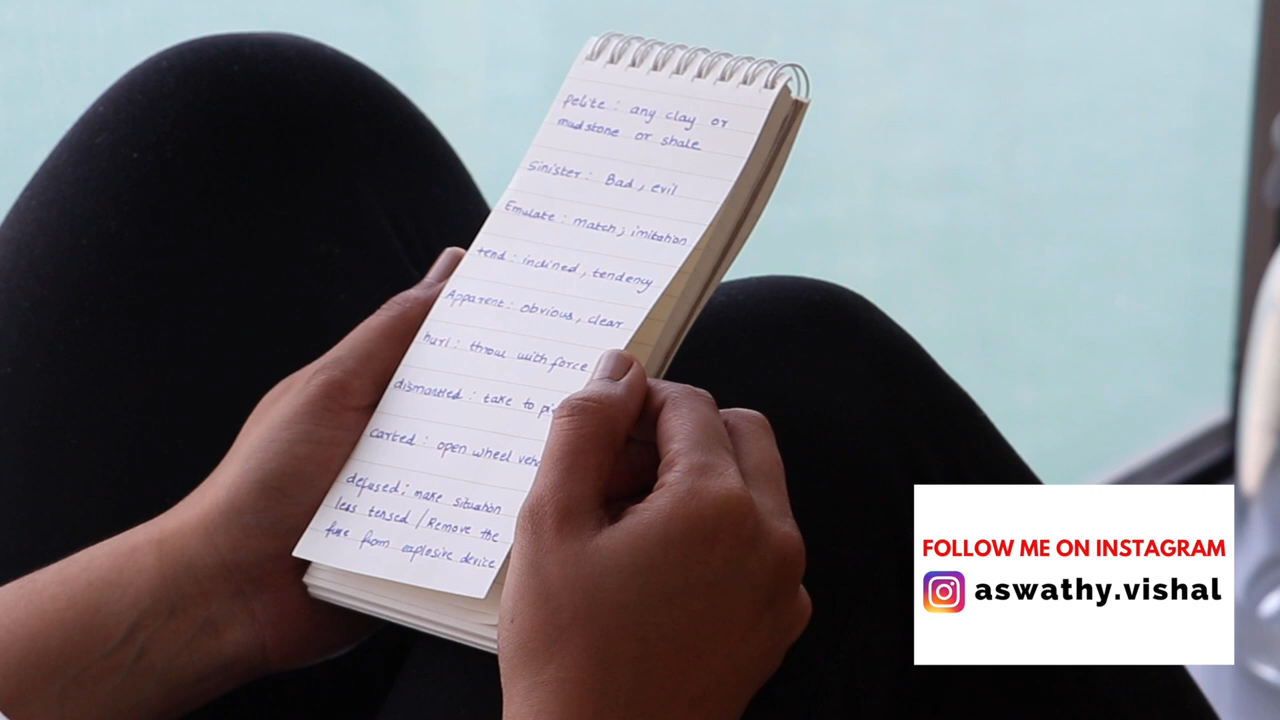 Pelite : any clay or
mudstone or shale
Sinister : Bad, evil
Emulate : Match; imitation
tend : inclined, tendency
Apparent : obvious, clear
hurl : throw with force
dismantled : take to
carted : open wheel
defused; make situation
less tensed / Remove the
fuse from explosive device
FOLLOW ME ON INSTAGRAM
aswathy.vishal